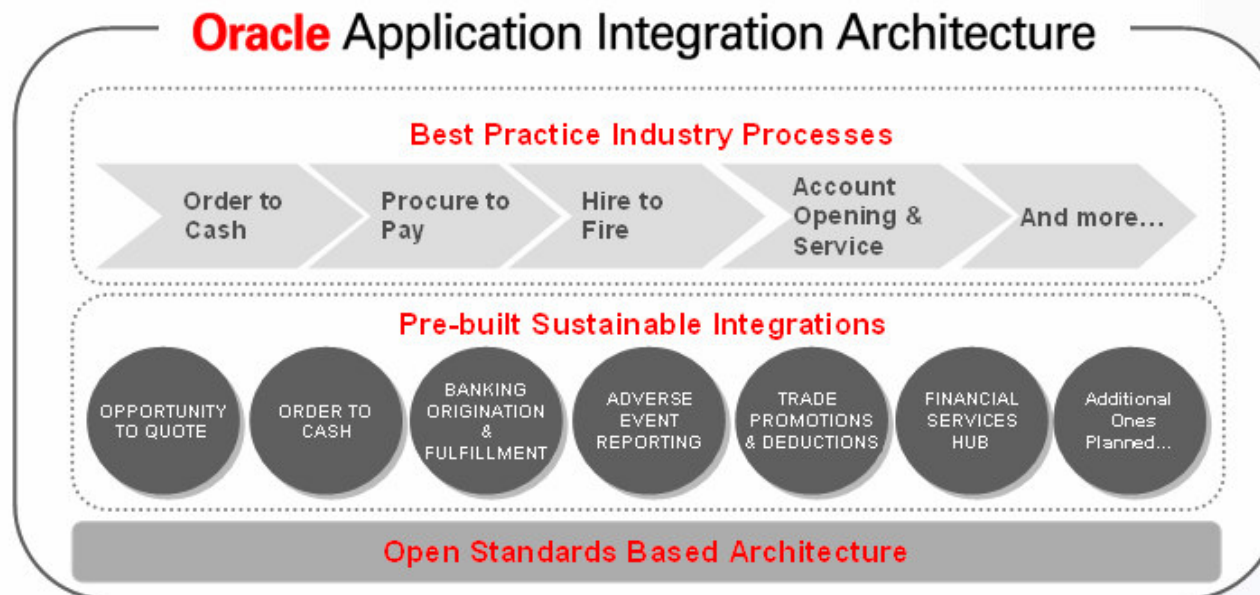 Oracle Application Integration Architecture
Best Practice Industry Processes
Order to
Cash
Procure to
Pay
Hire to
Fire
Account
Opening &
Service
And more...
Pre-built Sustainable Integrations
OPPORTUNITY
TO QUOTE
ORDER TO
CASH
BANKING
ORIGINATION
&
FULFILLMENT
ADVERSE
EVENT
REPORTING
TRADE
PROMOTIONS
& DEDUCTIONS
FINANCIAL
SERVICES
HUB
Additional
Ones
Planned...
Open Standards Based Architecture